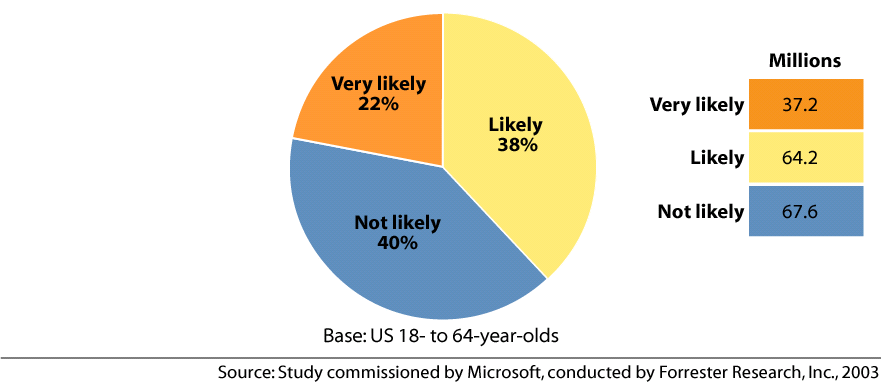 Very likely
22%
Likely
38%
Not likely
40%
Millions
Very likely 37.2
Likely 64.2
Not likely 67.6
Base: US 18- to 64-year-olds
Source: Study commissioned by Microsoft, conducted by Forrester Research, Inc., 2003